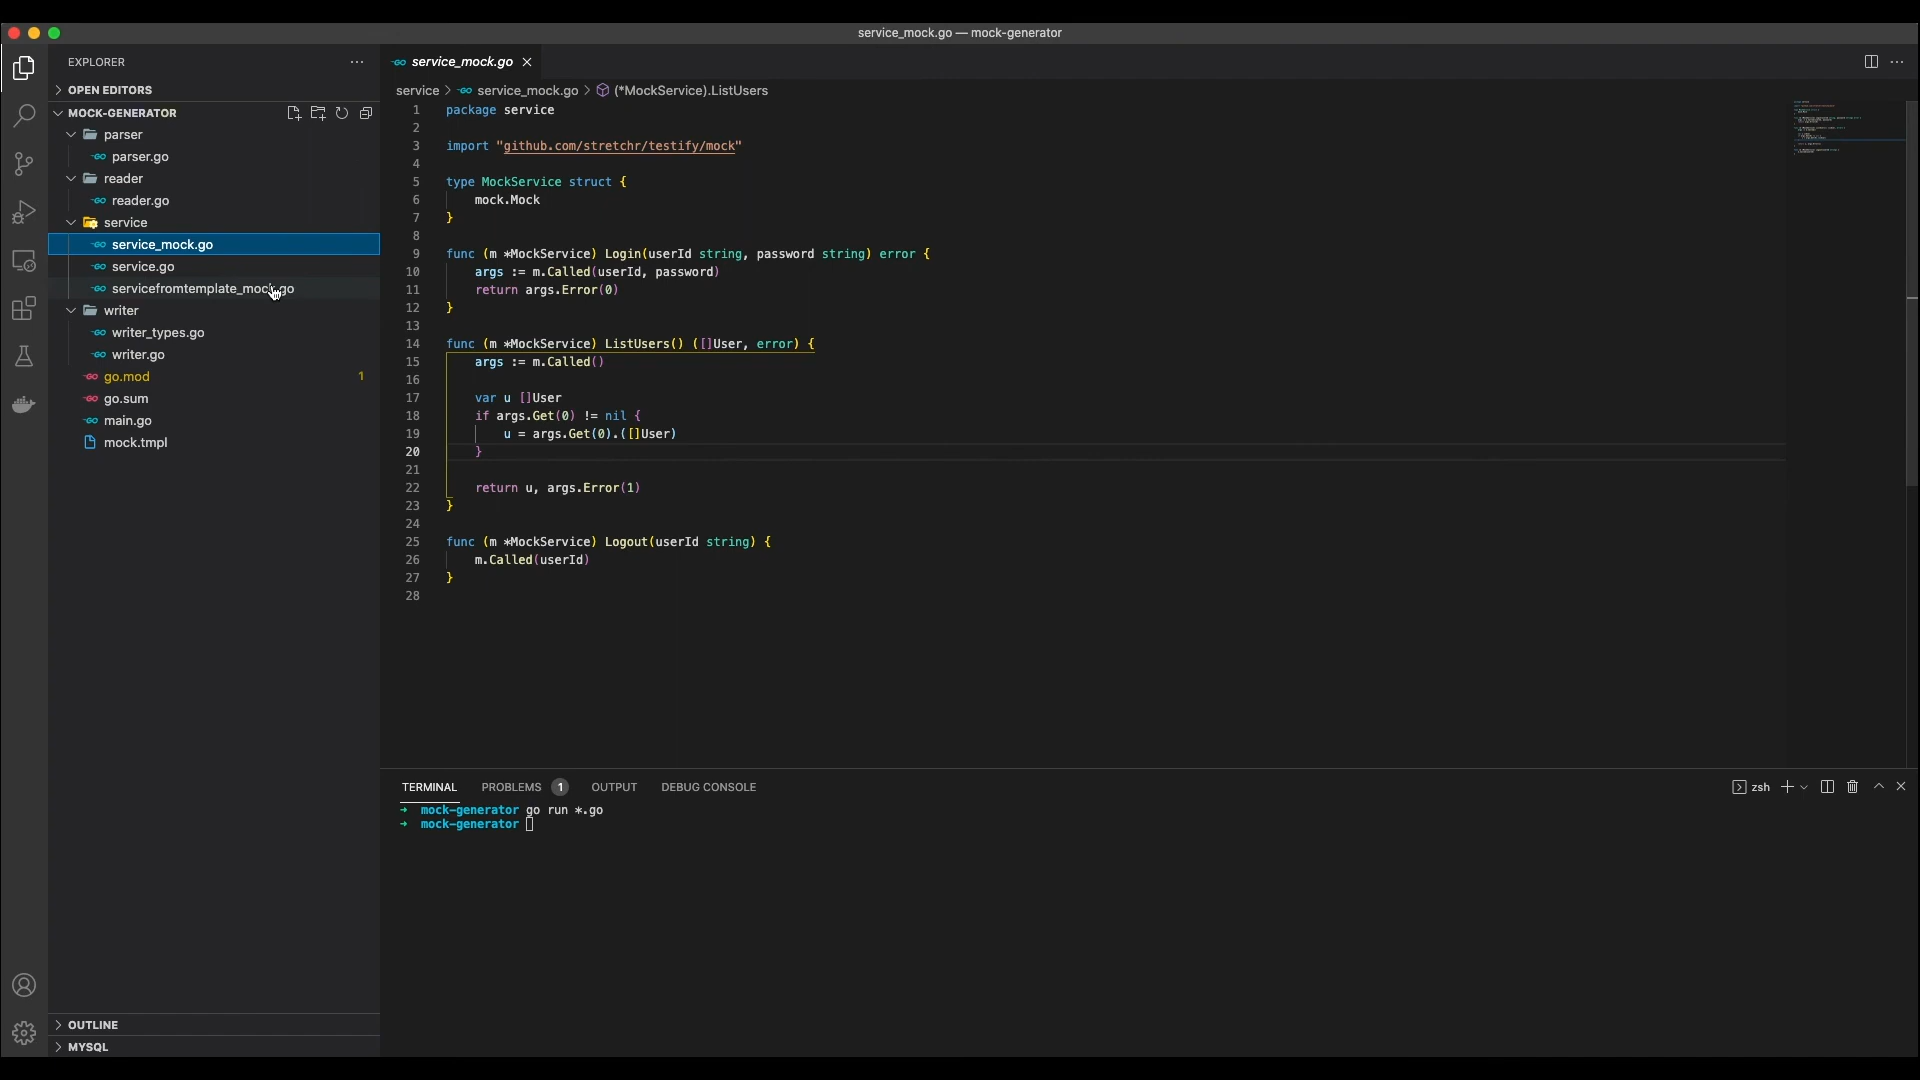 service_mock.go — mock-generator
EXPLORER
OPEN EDITORS
MOCK-GENERATOR
parser
parser.go
reader
reader.go
service
service_mock.go
service.go
servicefromtemplate_mock.go
writer
writer_types.go
writer.go
go.mod 1
go.sum
main.go
mock.tmpl
OUTLINE
MYSQL
service_mock.go
service > service_mock.go > (*MockService).ListUsers
1 package service
2
3 import "github.com/stretchr/testify/mock"
4
5 type MockService struct {
6 mock.Mock
7 }
8
9 func (m *MockService) Login(userId string, password string) error {
10 args := m.Called(userId, password)
11 return args.Error(0)
12 }
13
14 func (m *MockService) ListUsers() ([]User, error) {
15 args := m.Called()
16
17 var u []User
18 if args.Get(0) != nil {
19 u = args.Get(0).([]User)
20 }
21
22 return u, args.Error(1)
23 }
24
25 func (m *MockService) Logout(userId string) {
26 m.Called(userId)
27 }
28
TERMINAL PROBLEMS 1 OUTPUT DEBUG CONSOLE zsh
→ mock-generator go run *.go
→ mock-generator